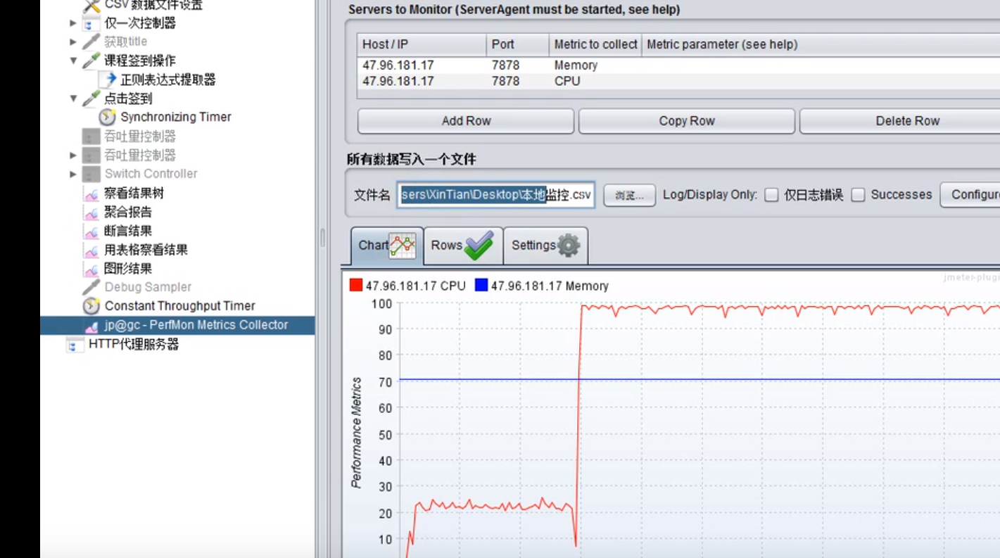 CSV 数据文件设置
仅一次控制器
获取title
课程签到操作
正则表达式提取器
点击签到
Synchronizing Timer
吞吐量控制器
吞吐量控制器
Switch Controller
察看结果树
聚合报告
断言结果
用表格察看结果
图形结果
Debug Sampler
Constant Throughput Timer
jp@gc - PerfMon Metrics Collector
HTTP代理服务器
Servers to Monitor (ServerAgent must be started, see help)
Host / IP Port Metric to collect Metric parameter (see help)
47.96.181.17 7878 Memory
47.96.181.17 7878 CPU
Add Row Copy Row Delete Row
所有数据写入一个文件
文件名 sers\XinTian\Desktop\本地监控.csv 浏览... Log/Display Only: 仅日志错误 Successes Configure
Chart Rows Settings
jmeter-plugi
47.96.181.17 CPU 47.96.181.17 Memory
100
90
80
70
60
50
40
30
20
10
Performance Metrics